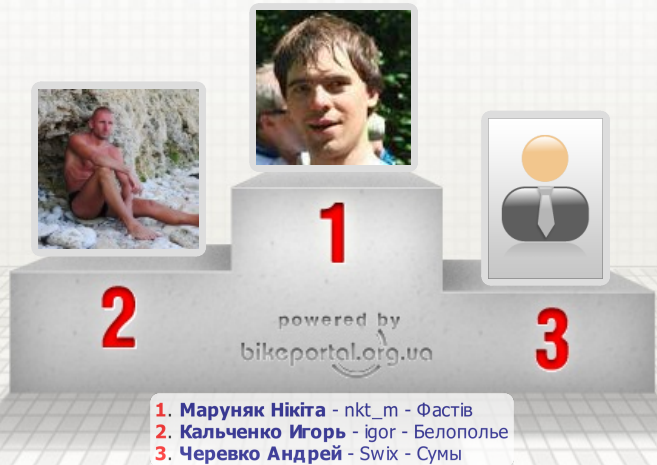 1
2
3
powered by
bikeportal.org.ua
1. Маруняк Нікіта - nkt_m - Фастів
2. Кальченко Игорь - igor - Белополье
3. Черевко Андрей - Swix - Сумы